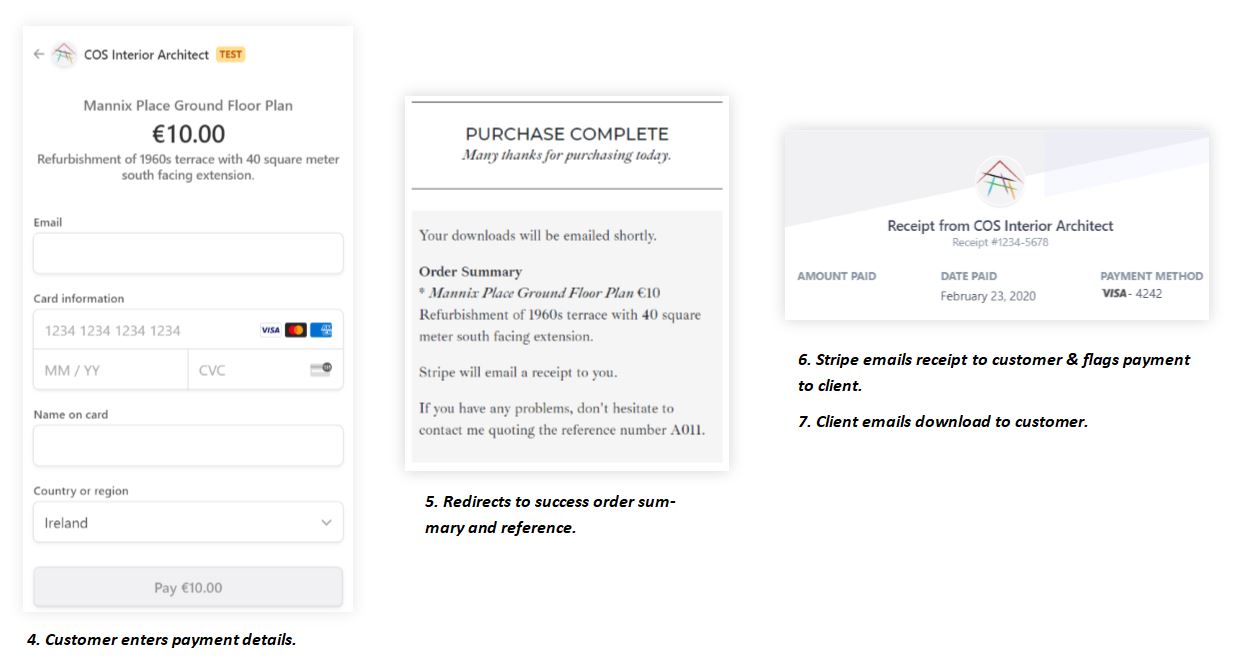 COS Interior Architect TEST
Mannix Place Ground Floor Plan
€10.00
Refurbishment of 1960s terrace with 40 square meter
south facing extension.
Email
Card information
1234 1234 1234 1234 VISA
MM / YY CVC
Name on card
Country or region
Ireland
Pay €10.00
4. Customer enters payment details.
PURCHASE COMPLETE
Many thanks for purchasing today.
Your downloads will be emailed shortly.
Order Summary
* Mannix Place Ground Floor Plan €10
Refurbishment of 1960s terrace with 40 square
meter south facing extension.
Stripe will email a receipt to you.
If you have any problems, don't hesitate to
contact me quoting the reference number A011.
5. Redirects to success order sum-
mary and reference.
Receipt from COS Interior Architect
Receipt #1234-5678
AMOUNT PAID DATE PAID PAYMENT METHOD
February 23, 2020 VISA - 4242
6. Stripe emails receipt to customer & flags payment
to client.
7. Client emails download to customer.